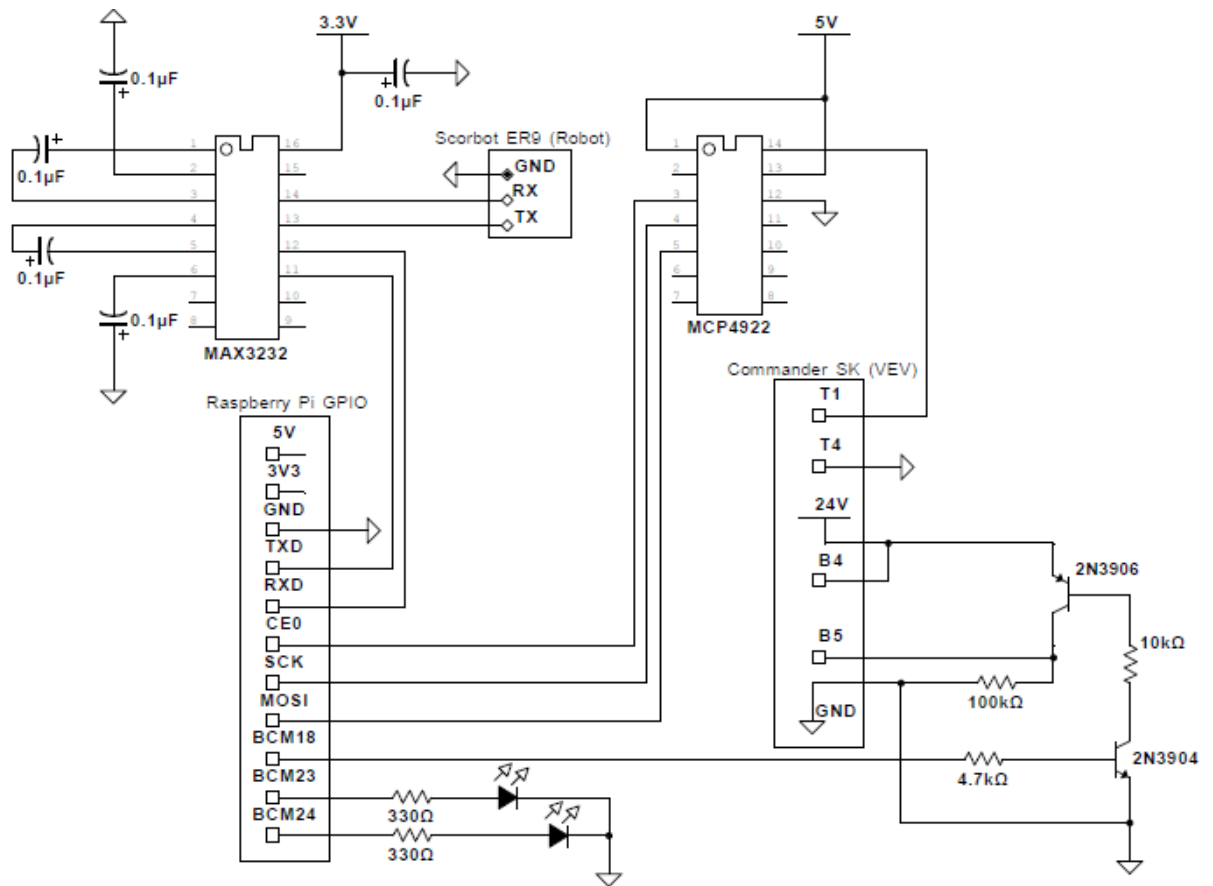 3.3V
5V
0.1µF
0.1µF
Scorbot ER9 (Robot)
GND
RX
TX
0.1µF
0.1µF
0.1µF
1
2
3
4
5
6
7
8
16
15
14
13
12
11
10
9
MAX3232
1
2
3
4
5
6
7
14
13
12
11
10
9
8
MCP4922
Raspberry Pi GPIO
5V
3V3
GND
TXD
RXD
CE0
SCK
MOSI
BCM18
BCM23
BCM24
330Ω
330Ω
Commander SK (VEV)
T1
T4
24V
B4
B5
GND
2N3906
10kΩ
100kΩ
4.7kΩ
2N3904